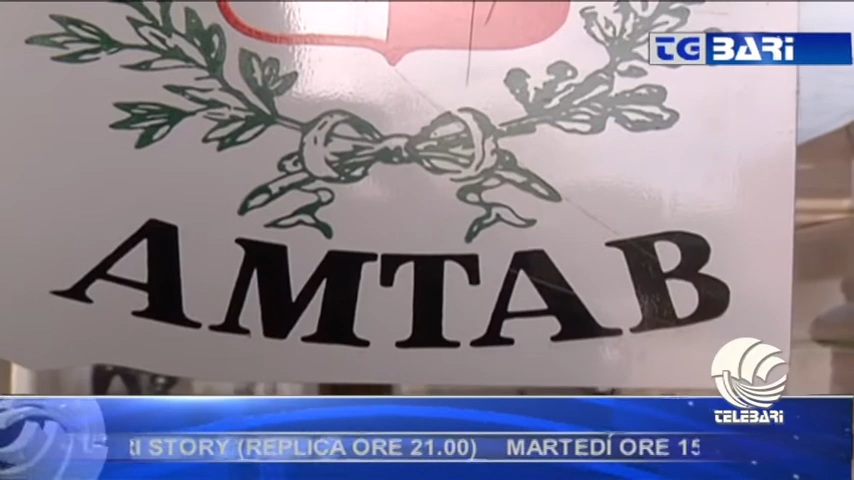 TG BARI
AMTAB
TELEBARI
STORY (REPLICA ORE 21.00) MARTEDÍ ORE 15